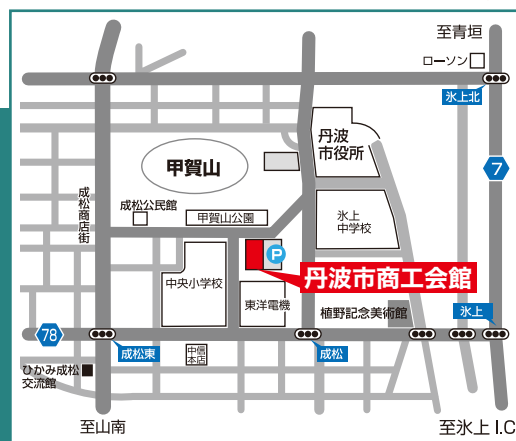 至青垣
ローソン
氷上北
丹波
市役所
7
甲賀山
成松商店街
成松公民館
甲賀山公園
氷上
中学校
P
丹波市商工会館
中央小学校
東洋電機
植野記念美術館
氷上
78
成松東
中信
本店
成松
ひかみ成松
交流館
至山南
至氷上 I.C